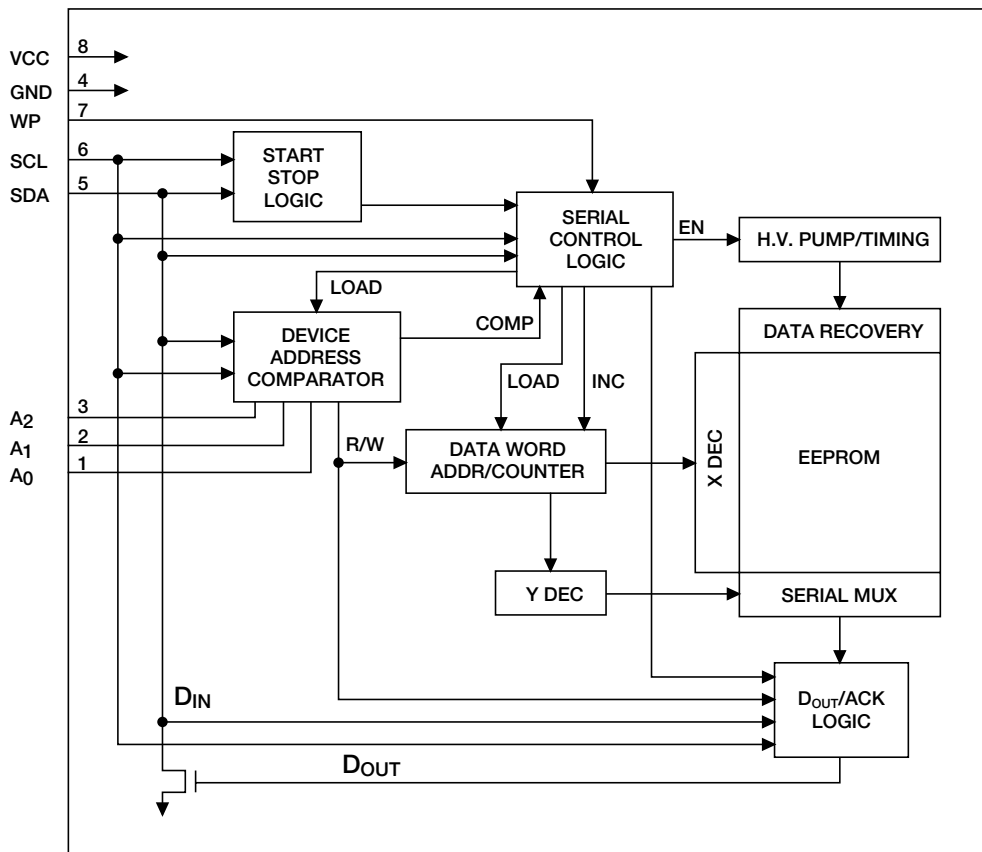 VCC 8
GND 4
WP 7
SCL 6
SDA 5
START
STOP
LOGIC
SERIAL
CONTROL
LOGIC
EN
H.V. PUMP/TIMING
LOAD
COMP
DEVICE
ADDRESS
COMPARATOR
DATA RECOVERY
LOAD
INC
A2 3
A1 2
A0 1
R/W
DATA WORD
ADDR/COUNTER
X DEC
EEPROM
Y DEC
SERIAL MUX
DIN
DOUT/ACK
LOGIC
DOUT